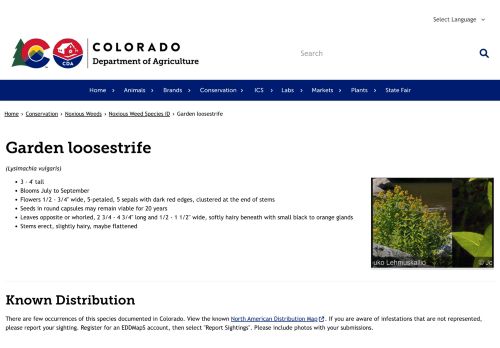 Select Language
COLORADO
Department of Agriculture
CDA
Search
Home
Animals
Brands
Conservation
ICS
Labs
Markets
Plants
State Fair
Home › Conservation › Noxious Weeds › Noxious Weed Species ID › Garden loosestrife
Garden loosestrife
(Lysimachia vulgaris)
• 3 - 4' tall
• Blooms July to September
• Flowers 1/2 - 3/4" wide, 5-petaled, 5 sepals with dark red edges, clustered at the end of stems
• Seeds in round capsules may remain viable for 20 years
• Leaves opposite or whorled, 2 3/4 - 4 3/4" long and 1/2 - 1 1/2" wide, softly hairy beneath with small black to orange glands
• Stems erect, slightly hairy, maybe flattened
uko Lehmuskallio
© Jo
Known Distribution
There are few occurrences of this species documented in Colorado. View the known North American Distribution Map. If you are aware of infestations that are not represented,
please report your sighting. Register for an EDDMapS account, then select "Report Sightings". Please include photos with your submissions.